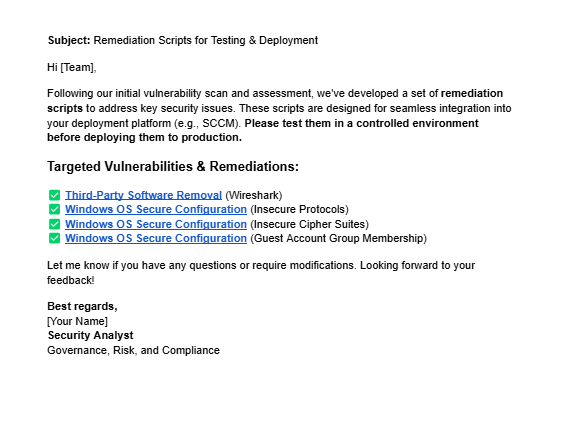 Subject: Remediation Scripts for Testing & Deployment
Hi [Team],
Following our initial vulnerability scan and assessment, we've developed a set of remediation
scripts to address key security issues. These scripts are designed for seamless integration into
your deployment platform (e.g., SCCM). Please test them in a controlled environment
before deploying them to production.
Targeted Vulnerabilities & Remediations:
✅ Third-Party Software Removal (Wireshark)
✅ Windows OS Secure Configuration (Insecure Protocols)
✅ Windows OS Secure Configuration (Insecure Cipher Suites)
✅ Windows OS Secure Configuration (Guest Account Group Membership)
Let me know if you have any questions or require modifications. Looking forward to your
feedback!
Best regards,
[Your Name]
Security Analyst
Governance, Risk, and Compliance